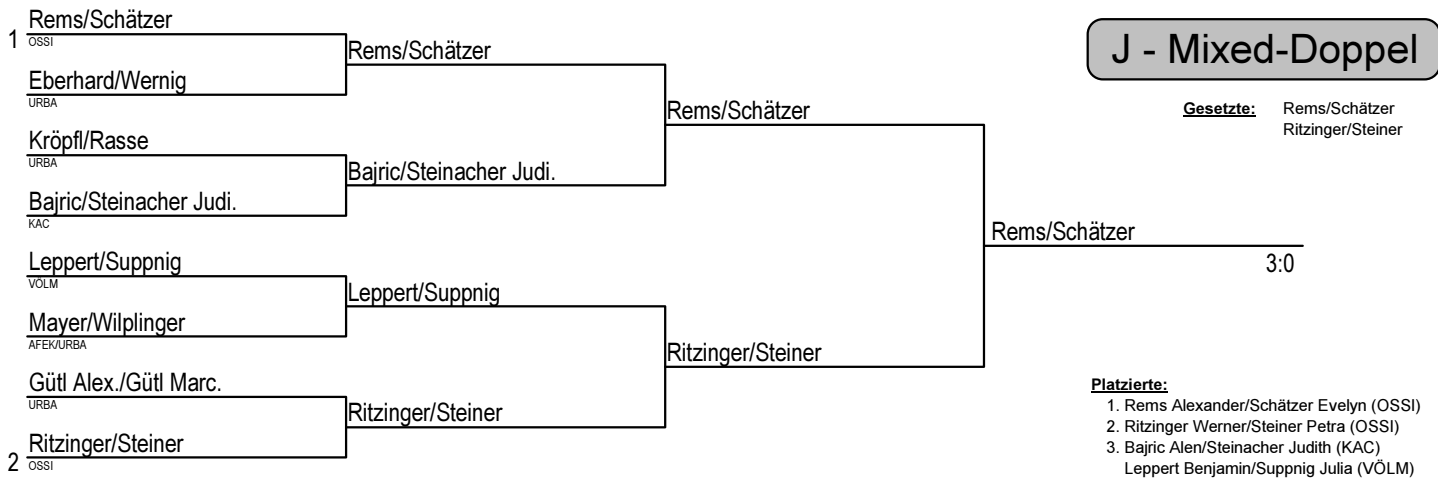 J - Mixed-Doppel
Gesetzte: Rems/Schätzer
Ritzinger/Steiner
1 Rems/Schätzer
OSSI
Eberhard/Wernig
URBA
Kröpfl/Rasse
URBA
Bajric/Steinacher Judi.
KAC
Leppert/Suppnig
VÖLM
Mayer/Wilplinger
AFEK/URBA
Gütl Alex./Gütl Marc.
URBA
2 Ritzinger/Steiner
OSSI
Rems/Schätzer
Bajric/Steinacher Judi.
Leppert/Suppnig
Ritzinger/Steiner
Rems/Schätzer
Ritzinger/Steiner
Rems/Schätzer
3:0
Platzierte:
1. Rems Alexander/Schätzer Evelyn (OSSI)
2. Ritzinger Werner/Steiner Petra (OSSI)
3. Bajric Alen/Steinacher Judith (KAC)
Leppert Benjamin/Suppnig Julia (VÖLM)